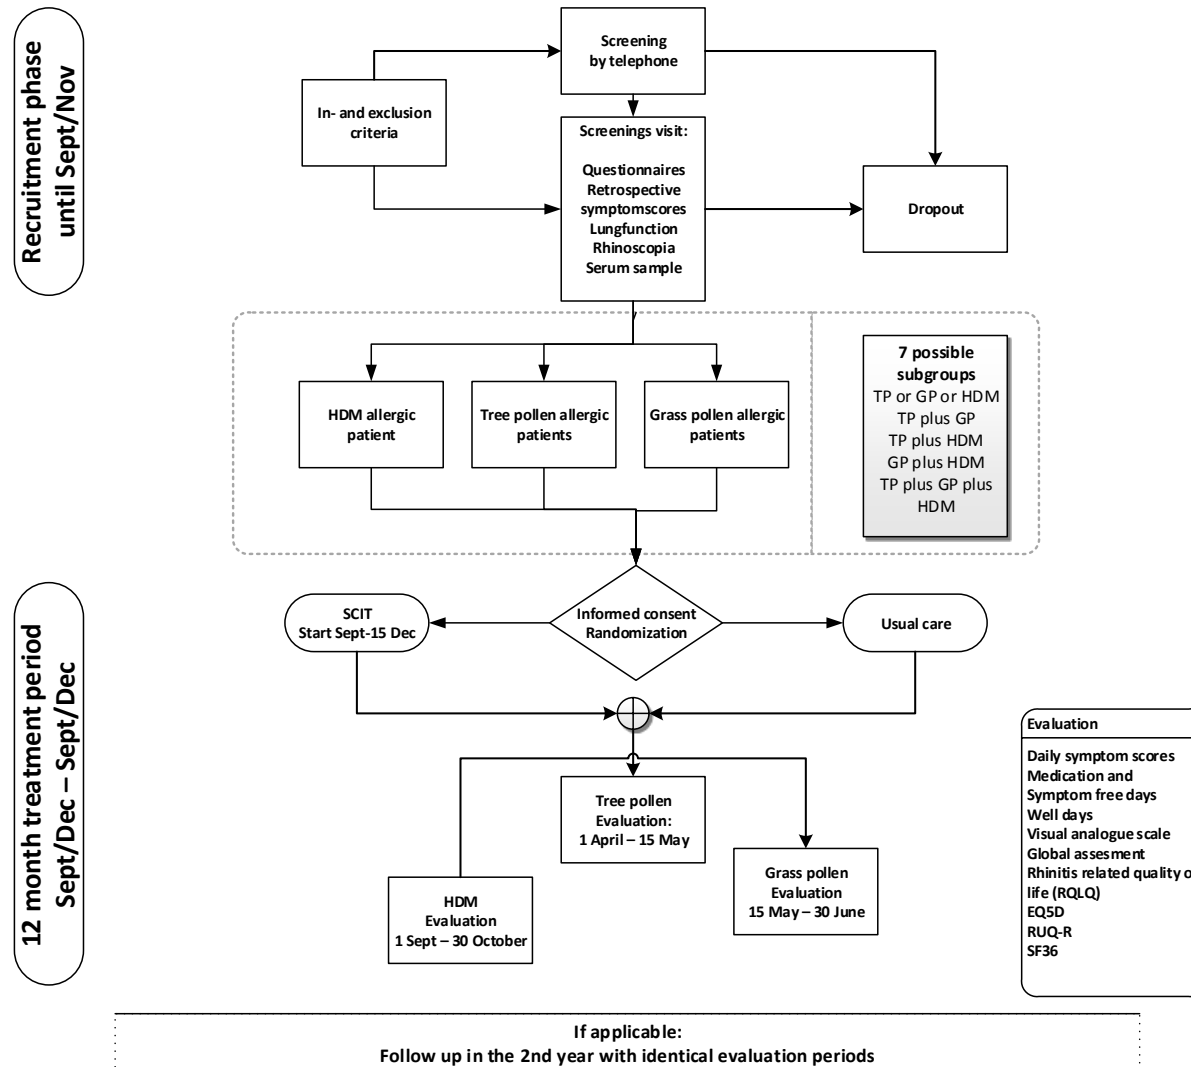 Recruitment phase
until Sept/Nov
Screening
by telephone
In- and exclusion
criteria
Screenings visit:
Questionnaires
Retrospective
symptomscores
Lungfunction
Rhinoscopia
Serum sample
Dropout
HDM allergic
patient
Tree pollen allergic
patients
Grass pollen allergic
patients
7 possible
subgroups
TP or GP or HDM
TP plus GP
TP plus HDM
GP plus HDM
TP plus GP plus
HDM
12 month treatment period
Sept/Dec – Sept/Dec
SCIT
Start Sept-15 Dec
Informed consent
Randomization
Usual care
Tree pollen
Evaluation:
1 April – 15 May
HDM
Evaluation
1 Sept – 30 October
Grass pollen
Evaluation
15 May – 30 June
Evaluation
Daily symptom scores
Medication and
Symptom free days
Well days
Visual analogue scale
Global assesment
Rhinitis related quality o
life (RQLQ)
EQ5D
RUQ-R
SF36
If applicable:
Follow up in the 2nd year with identical evaluation periods